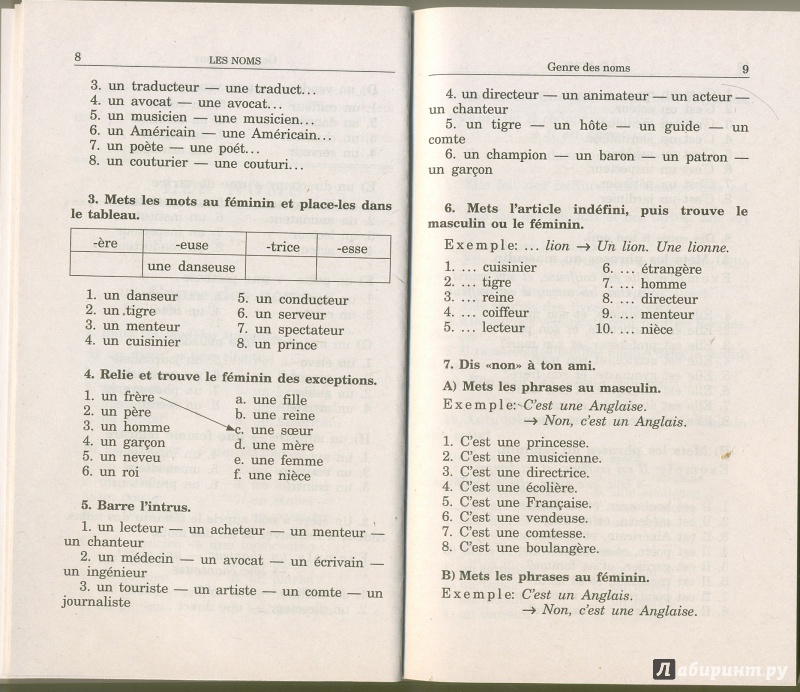 8
LES NOMS
3. un traducteur — une traduct...
4. un avocat — une avocat...
5. un musicien — une musicien...
6. un Américain — une Américain...
7. un poète — une poét...
8. un couturier — une couturi...
3. Mets les mots au féminin et place-les dans
le tableau.
-ère -euse -trice -esse
une danseuse
1. un danseur
2. un tigre
3. un menteur
4. un cuisinier
5. un conducteur
6. un serveur
7. un spectateur
8. un prince
4. Relie et trouve le féminin des exceptions.
1. un frère
2. un père
3. un homme
4. un garçon
5. un neveu
6. un roi
a. une fille
b. une reine
c. une sœur
d. une mère
e. une femme
f. une nièce
5. Barre l'intrus.
1. un lecteur — un acheteur — un menteur —
un chanteur
2. un médecin — un avocat — un écrivain —
un ingénieur
3. un touriste — un artiste — un comte — un
journaliste
Genre des noms
9
4. un directeur — un animateur — un acteur —
un chanteur
5. un tigre — un hôte — un guide — un
comte
6. un champion — un baron — un patron —
un garçon
6. Mets l'article indéfini, puis trouve le
masculin ou le féminin.
Exemple: ... lion → Un lion. Une lionne.
1. ... cuisinier
2. ... tigre
3. ... reine
4. ... coiffeur
5. ... lecteur
6. ... étrangère
7. ... homme
8. ... directeur
9. ... menteur
10. ... nièce
7. Dis «non» à ton ami.
A) Mets les phrases au masculin.
Exemple: C'est une Anglaise.
→ Non, c'est un Anglais.
1. C'est une princesse.
2. C'est une musicienne.
3. C'est une directrice.
4. C'est une écolière.
5. C'est une Française.
6. C'est une vendeuse.
7. C'est une comtesse.
8. C'est une boulangère.
B) Mets les phrases au féminin.
Exemple: C'est un Anglais.
→ Non, c'est une Anglaise.
Лабиринт.ру